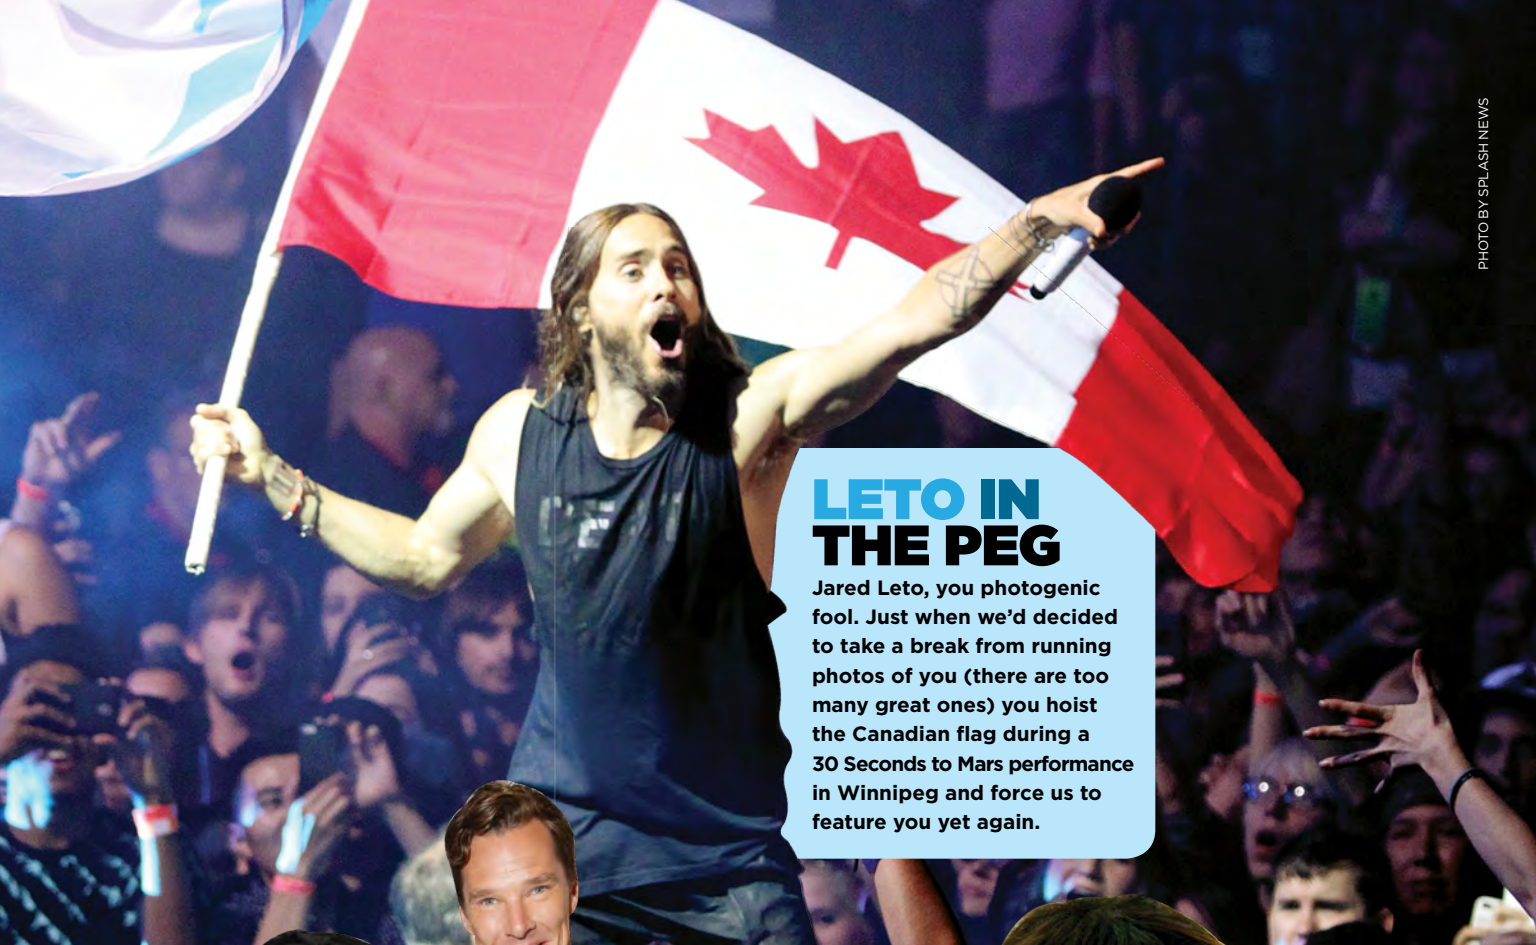 PHOTO BY SPLASH NEWS
LETO IN
THE PEG
Jared Leto, you photogenic
fool. Just when we’d decided
to take a break from running
photos of you (there are too
many great ones) you hoist
the Canadian flag during a
30 Seconds to Mars performance
in Winnipeg and force us to
feature you yet again.